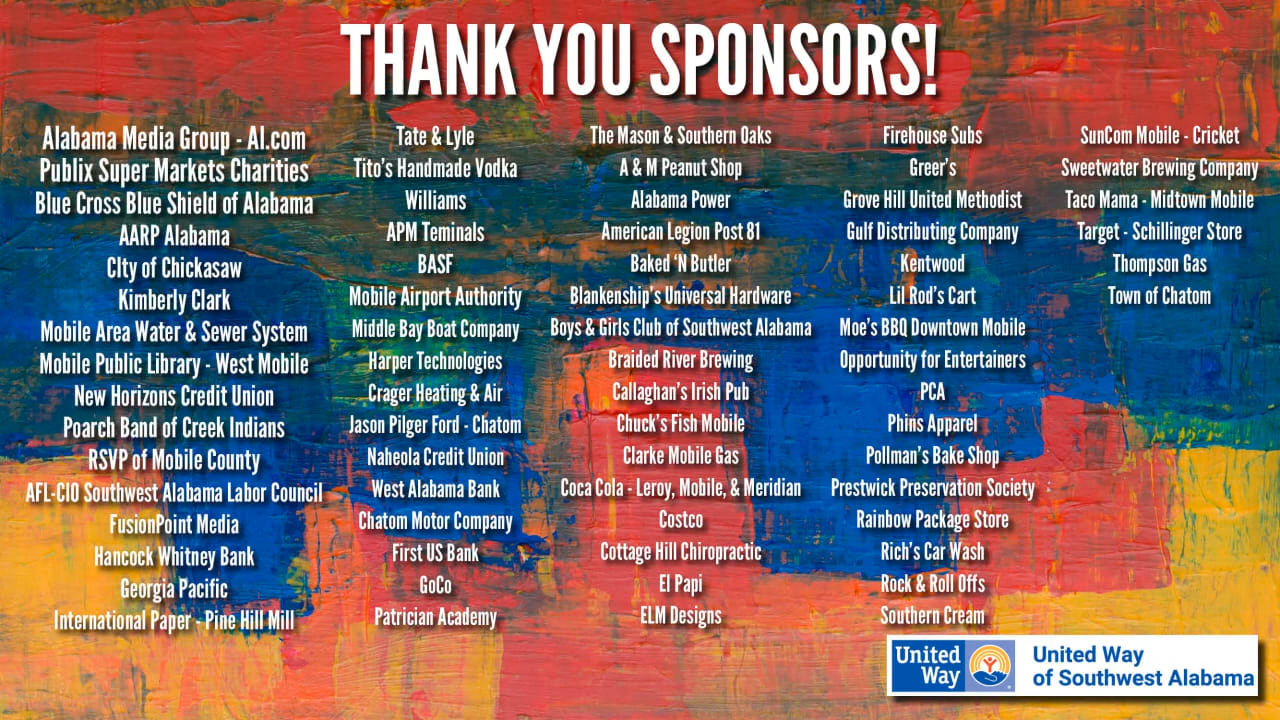 THANK YOU SPONSORS!
Alabama Media Group - Al.com
Publix Super Markets Charities
Blue Cross Blue Shield of Alabama
AARP Alabama
CIty of Chickasaw
Kimberly Clark
Mobile Area Water & Sewer System
Mobile Public Library - West Mobile
New Horizons Credit Union
Poarch Band of Creek Indians
RSVP of Mobile County
AFL-CIO Southwest Alabama Labor Council
FusionPoint Media
Hancock Whitney Bank
Georgia Pacific
International Paper - Pine Hill Mill
Tate & Lyle
Tito's Handmade Vodka
Williams
APM Teminals
BASF
Mobile Airport Authority
Middle Bay Boat Company
Harper Technologies
Crager Heating & Air
Jason Pilger Ford - Chatom
Naheola Credit Union
West Alabama Bank
Chatom Motor Company
First US Bank
GoCo
Patrician Academy
The Mason & Southern Oaks
A & M Peanut Shop
Alabama Power
American Legion Post 81
Baked ‘N Butler
Blankenship's Universal Hardware
Boys & Girls Club of Southwest Alabama
Braided River Brewing
Callaghan's Irish Pub
Chuck's Fish Mobile
Clarke Mobile Gas
Coca Cola - Leroy, Mobile, & Meridian
Costco
Cottage Hill Chiropractic
El Papi
ELM Designs
Firehouse Subs
Greer's
Grove Hill United Methodist
Gulf Distributing Company
Kentwood
Lil Rod's Cart
Moe's BBQ Downtown Mobile
Opportunity for Entertainers
PCA
Phins Apparel
Pollman's Bake Shop
Prestwick Preservation Society
Rainbow Package Store
Rich's Car Wash
Rock & Roll Offs
Southern Cream
SunCom Mobile - Cricket
Sweetwater Brewing Company
Taco Mama - Midtown Mobile
Target - Schillinger Store
Thompson Gas
Town of Chatom
United
Way
United Way
of Southwest Alabama